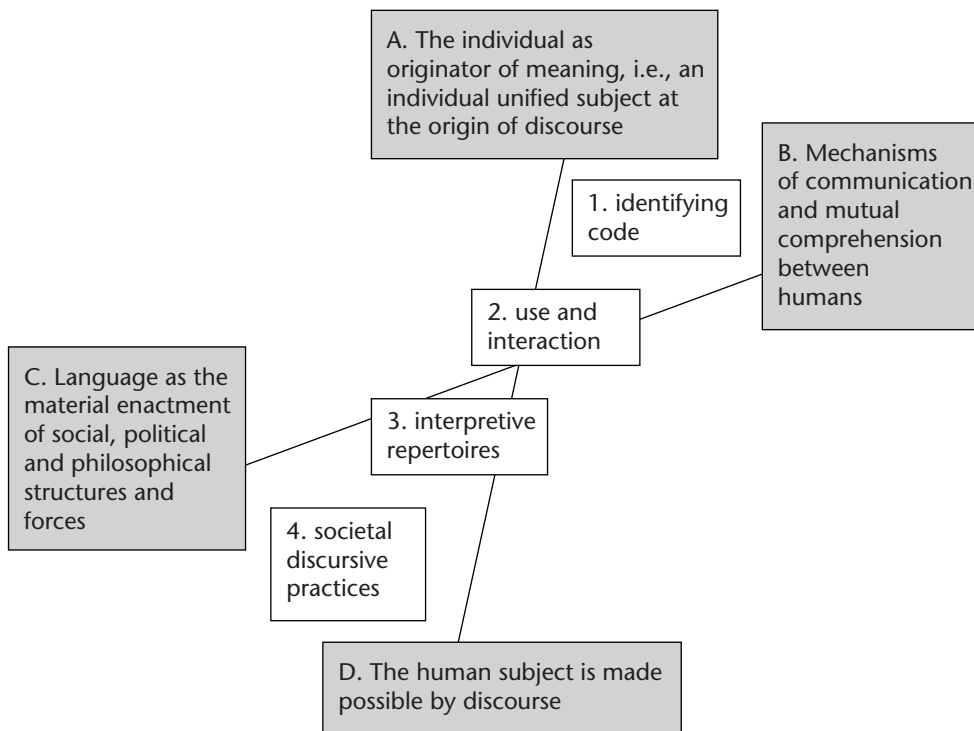 A. The individual as
originator of meaning, i.e., an
individual unified subject at
the origin of discourse
B. Mechanisms
of communication
and mutual
comprehension
between
humans
1. identifying
code
2. use and
interaction
C. Language as the
material enactment
of social, political
and philosophical
structures and
forces
3. interpretive
repertoires
4. societal
discursive
practices
D. The human subject is made
possible by discourse